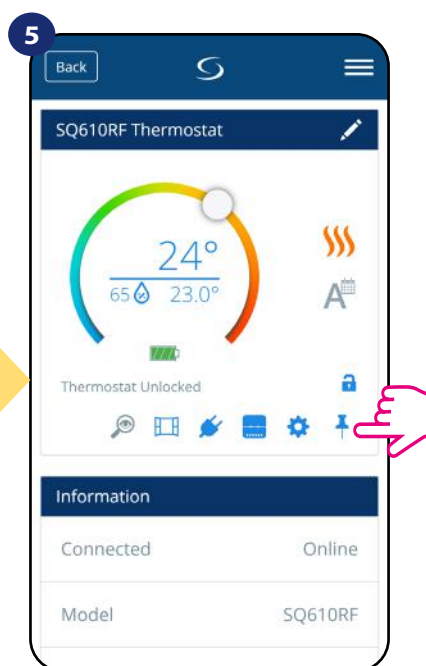 5
Back
SQ610RF Thermostat
24°
65 23.0°
A
Thermostat Unlocked
Information
Connected Online
Model SQ610RF